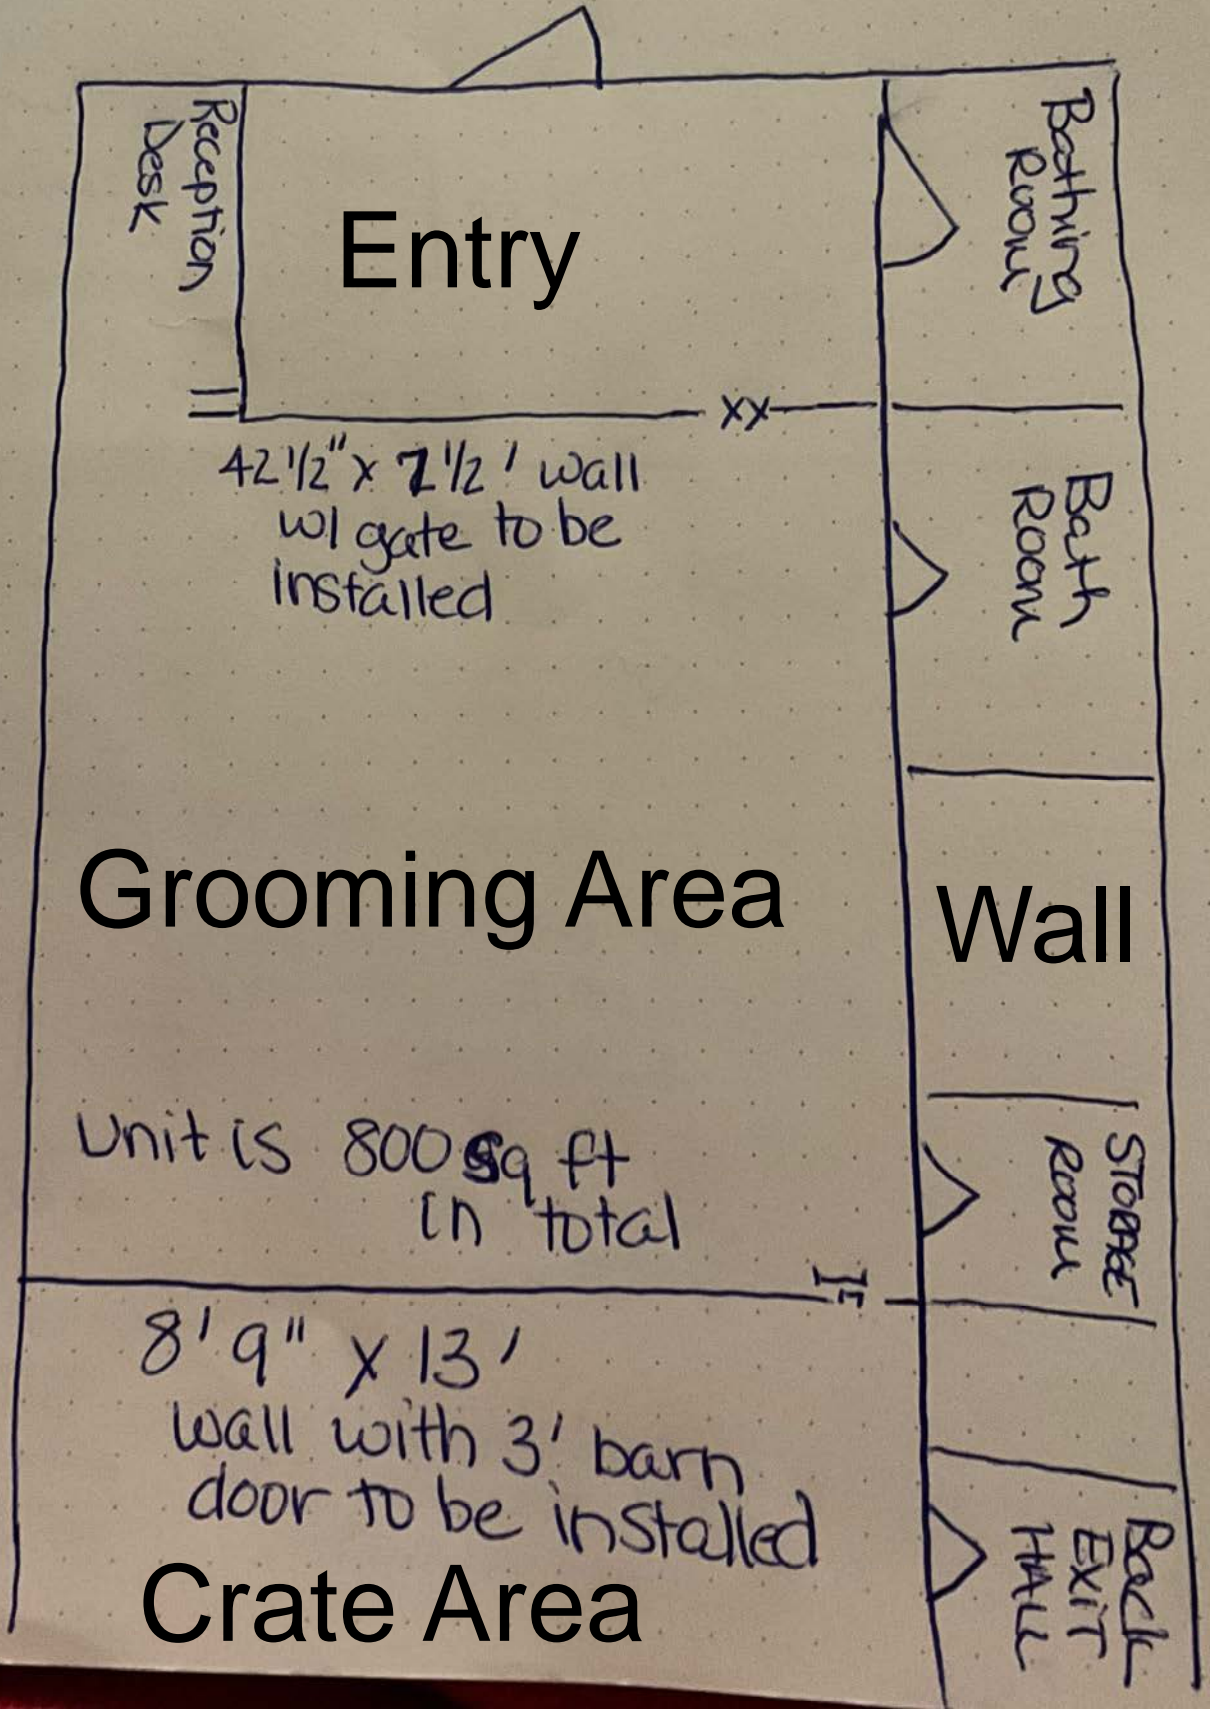 Reception
Desk
Entry
Bathing
Room
XX
42 1/2" x 7 1/2' wall
w/ gate to be
installed
Bath
Room
Grooming Area
Wall
Unit is 800 sq ft
in total
STORAGE
ROOM
8' 9" x 13'
wall with 3' barn
door to be installed
Crate Area
Back
EXIT
HALL